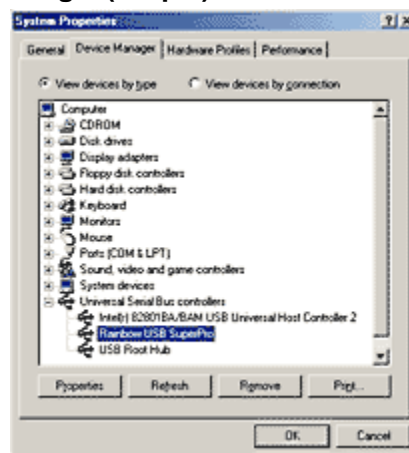 System Properties
General Device Manager Hardware Profiles Performance
View devices by type View devices by connection
Computer
CDROM
Disk drives
Display adapters
Floppy disk controllers
Hard disk controllers
Keyboard
Monitors
Mouse
Ports (COM & LPT)
Sound, video and game controllers
System devices
Universal Serial Bus controllers
Intel(r) 82801BA/BAM USB Universal Host Controller 2
Rainbow USB SuperPro
USB Root Hub
Properties Refresh Remove Print...
OK Cancel